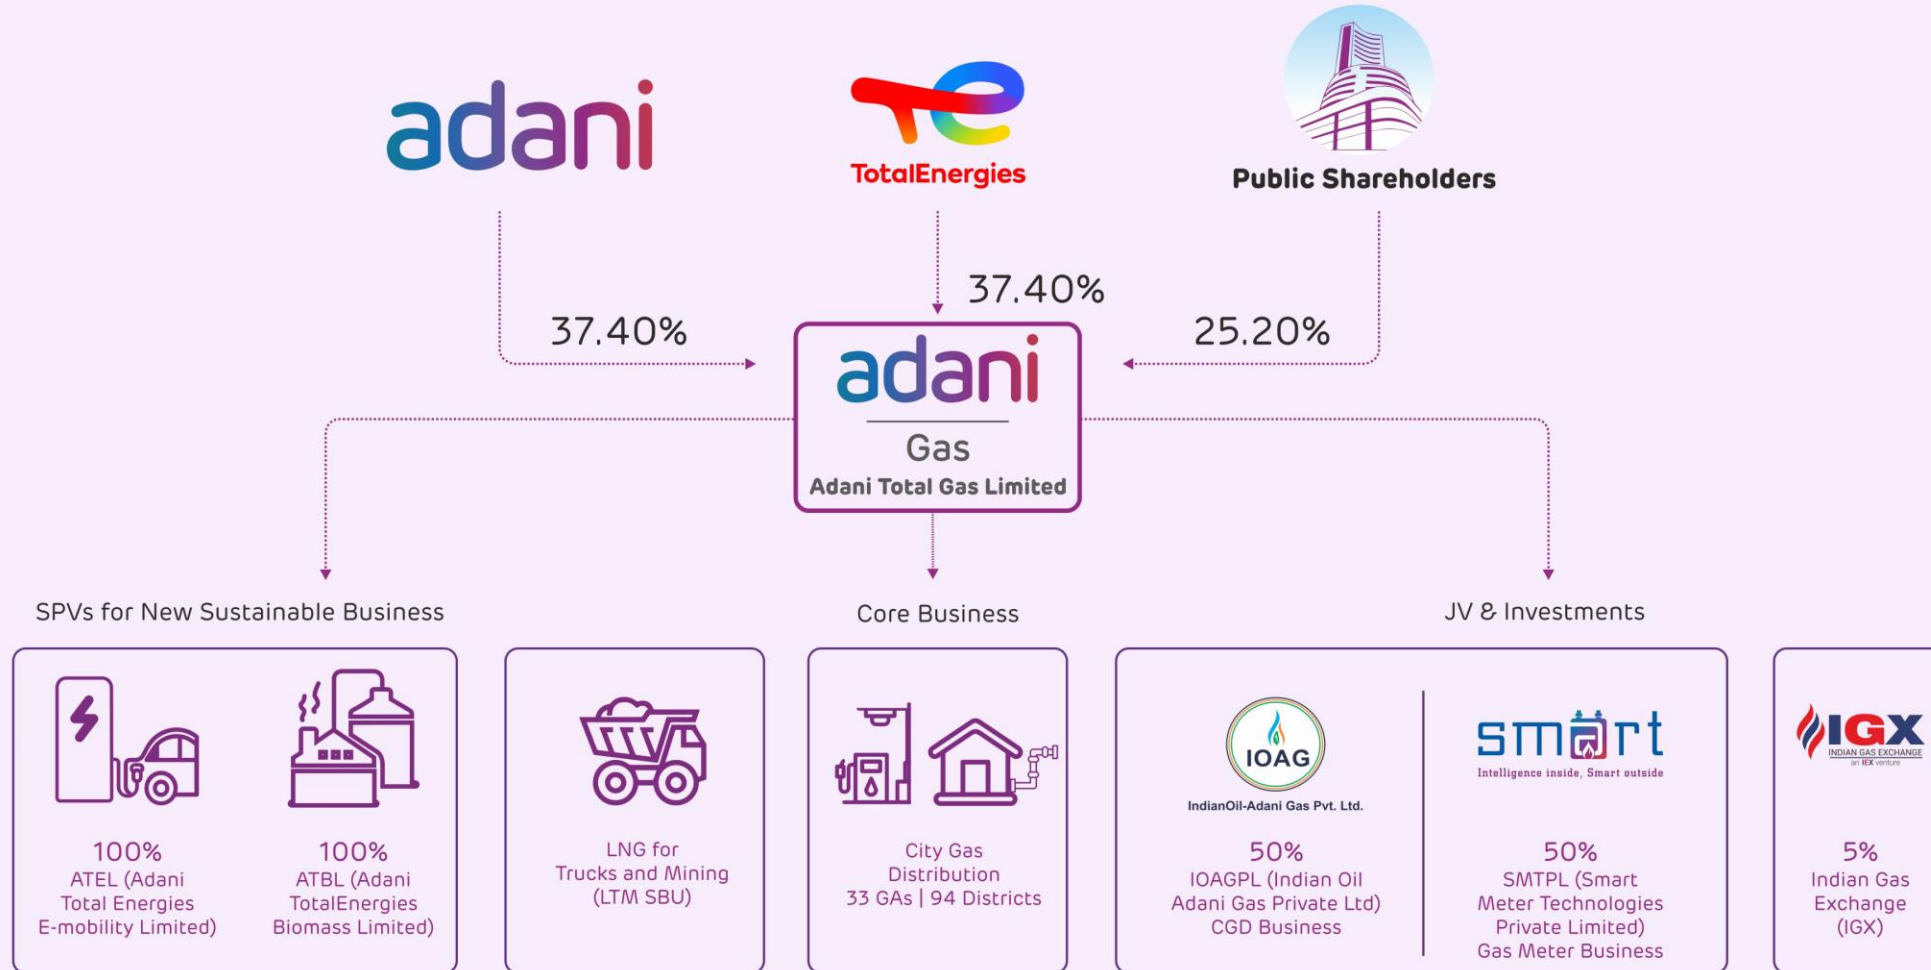 adani
TotalEnergies
Public Shareholders
37.40%
37.40%
25.20%
adani
Gas
Adani Total Gas Limited
SPVs for New Sustainable Business
Core Business
JV & Investments
100%
ATEL (Adani
Total Energies
E-mobility Limited)
100%
ATBL (Adani
TotalEnergies
Biomass Limited)
LNG for
Trucks and Mining
(LTM SBU)
City Gas
Distribution
33 GAs | 94 Districts
IOAG
IndianOil-Adani Gas Pvt. Ltd.
50%
IOAGPL (Indian Oil
Adani Gas Private Ltd)
CGD Business
smart
Intelligence inside, Smart outside
50%
SMTPL (Smart
Meter Technologies
Private Limited)
Gas Meter Business
IGX
INDIAN GAS EXCHANGE
an IEX venture
5%
Indian Gas
Exchange
(IGX)